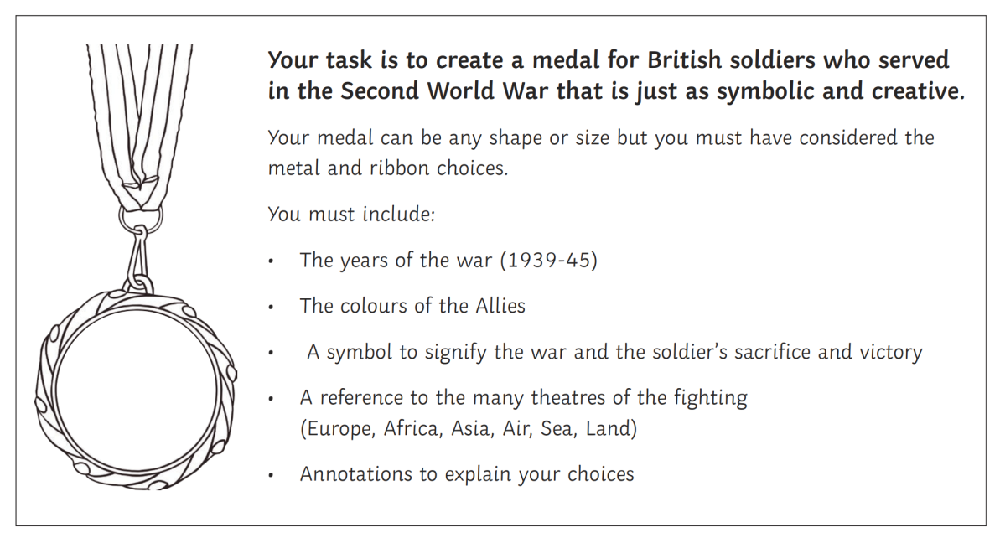 Your task is to create a medal for British soldiers who served
in the Second World War that is just as symbolic and creative.
Your medal can be any shape or size but you must have considered the
metal and ribbon choices.
You must include:
• The years of the war (1939-45)
• The colours of the Allies
• A symbol to signify the war and the soldier’s sacrifice and victory
• A reference to the many theatres of the fighting
(Europe, Africa, Asia, Air, Sea, Land)
• Annotations to explain your choices